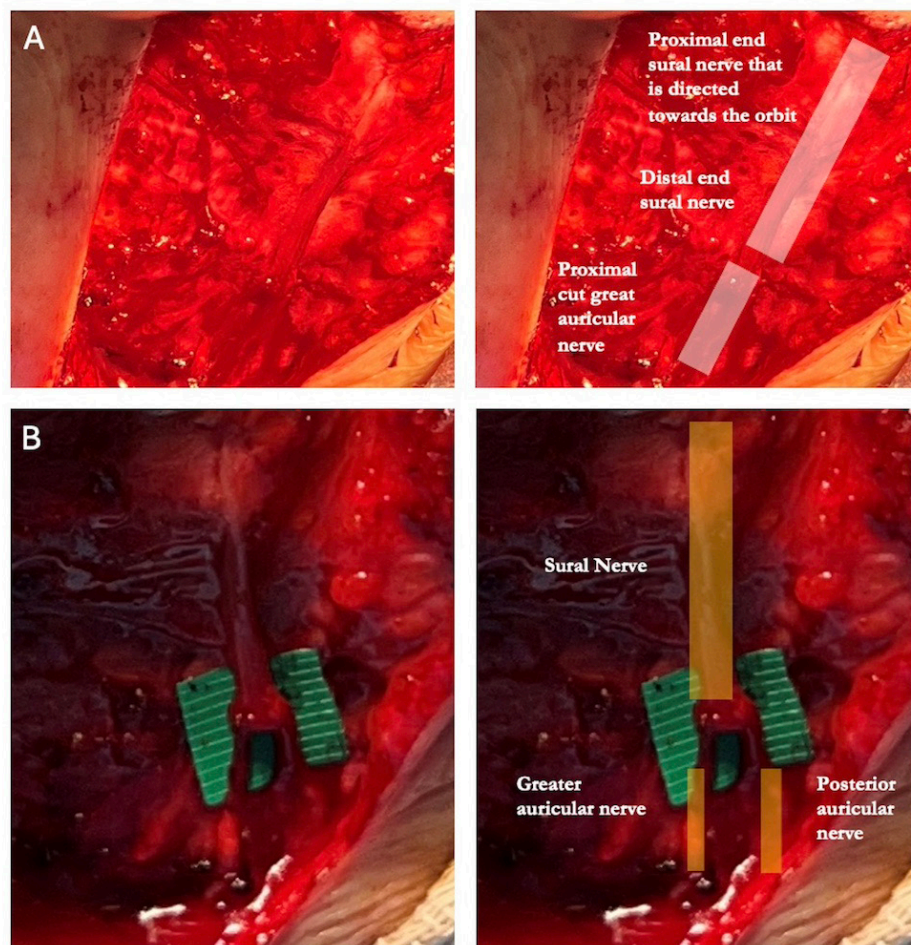 A
Proximal end
sural nerve that
is directed
towards the orbit
Distal end
sural nerve
Proximal
cut great
auricular
nerve
B
Sural Nerve
Greater
auricular nerve
Posterior
auricular
nerve